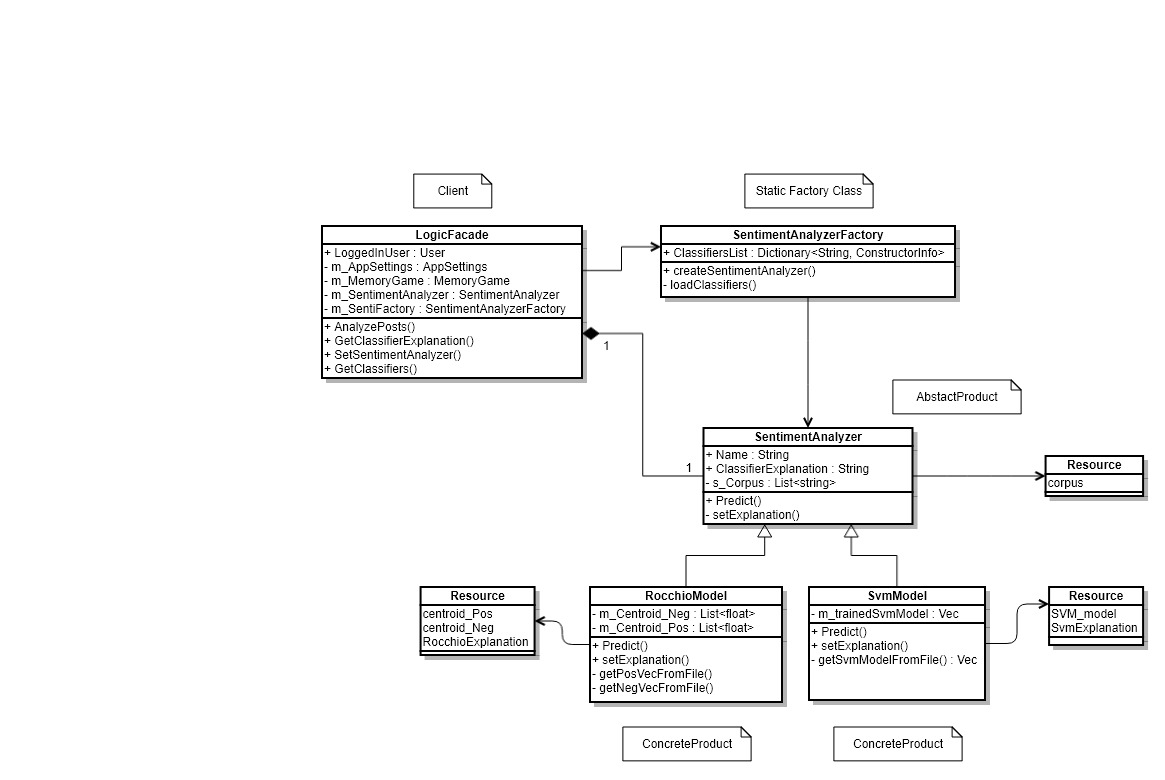 Client
Static Factory Class
LogicFacade
+ LoggedInUser : User
- m_AppSettings : AppSettings
- m_MemoryGame : MemoryGame
- m_SentimentAnalyzer : SentimentAnalyzer
- m_SentiFactory : SentimentAnalyzerFactory
+ AnalyzePosts()
+ GetClassifierExplanation()
+ SetSentimentAnalyzer()
+ GetClassifiers()
SentimentAnalyzerFactory
+ ClassifiersList : Dictionary<String, ConstructorInfo>
+ createSentimentAnalyzer()
- loadClassifiers()
1
1
AbstactProduct
SentimentAnalyzer
+ Name : String
+ ClassifierExplanation : String
- s_Corpus : List<string>
+ Predict()
- setExplanation()
Resource
corpus
Resource
centroid_Pos
centroid_Neg
RocchioExplanation
RocchioModel
- m_Centroid_Neg : List<float>
- m_Centroid_Pos : List<float>
+ Predict()
+ setExplanation()
- getPosVecFromFile()
- getNegVecFromFile()
SvmModel
- m_trainedSvmModel : Vec
+ Predict()
+ setExplanation()
- getSvmModelFromFile() : Vec
Resource
SVM_model
SvmExplanation
ConcreteProduct
ConcreteProduct